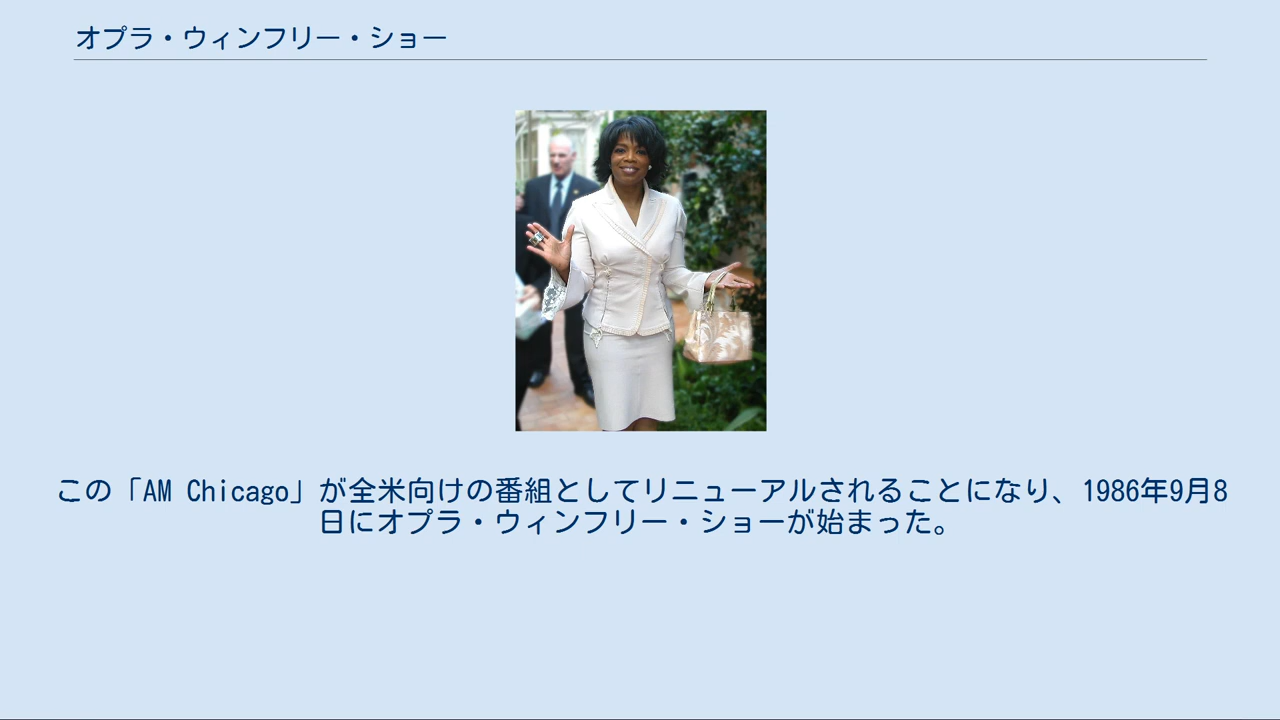 オプラ・ウィンフリー・ショー
この「AM Chicago」が全米向けの番組としてリニューアルされることになり、1986年9月8
日にオプラ・ウィンフリー・ショーが始まった。